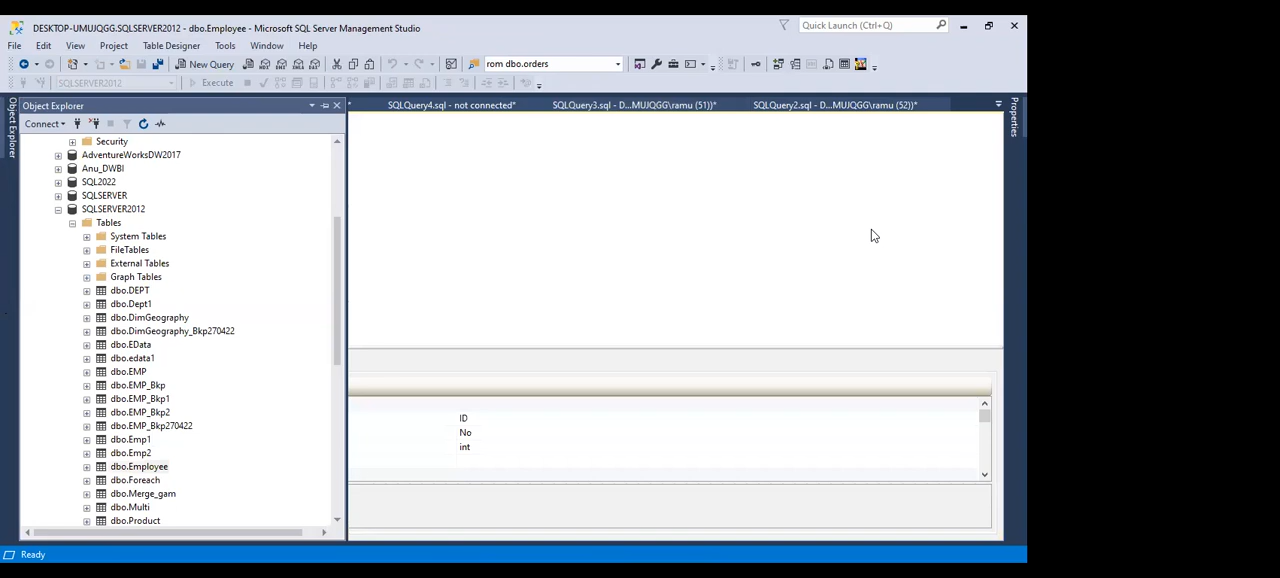 DESKTOP-UMUJQGG.SQLSERVER2012 - dbo.Employee - Microsoft SQL Server Management Studio
Quick Launch (Ctrl+Q)
File Edit View Project Table Designer Tools Window Help
New Query
rom dbo.orders
SQLSERVER2012
Execute
Object Explorer
Object Explorer
SQLQuery4.sql - not connected*
SQLQuery3.sql - D...MUJQGG\ramu (51))*
SQLQuery2.sql - D...MUJQGG\ramu (52))*
Properties
Connect
Security
AdventureWorksDW2017
Anu_DWBI
SQL2022
SQLSERVER
SQLSERVER2012
Tables
System Tables
FileTables
External Tables
Graph Tables
dbo.DEPT
dbo.Dept1
dbo.DimGeography
dbo.DimGeography_Bkp270422
dbo.EData
dbo.edata1
dbo.EMP
dbo.EMP_Bkp
dbo.EMP_Bkp1
dbo.EMP_Bkp2
dbo.EMP_Bkp270422
dbo.Emp1
dbo.Emp2
dbo.Employee
dbo.Foreach
dbo.Merge_gam
dbo.Multi
dbo.Product
ID
No
int
Ready